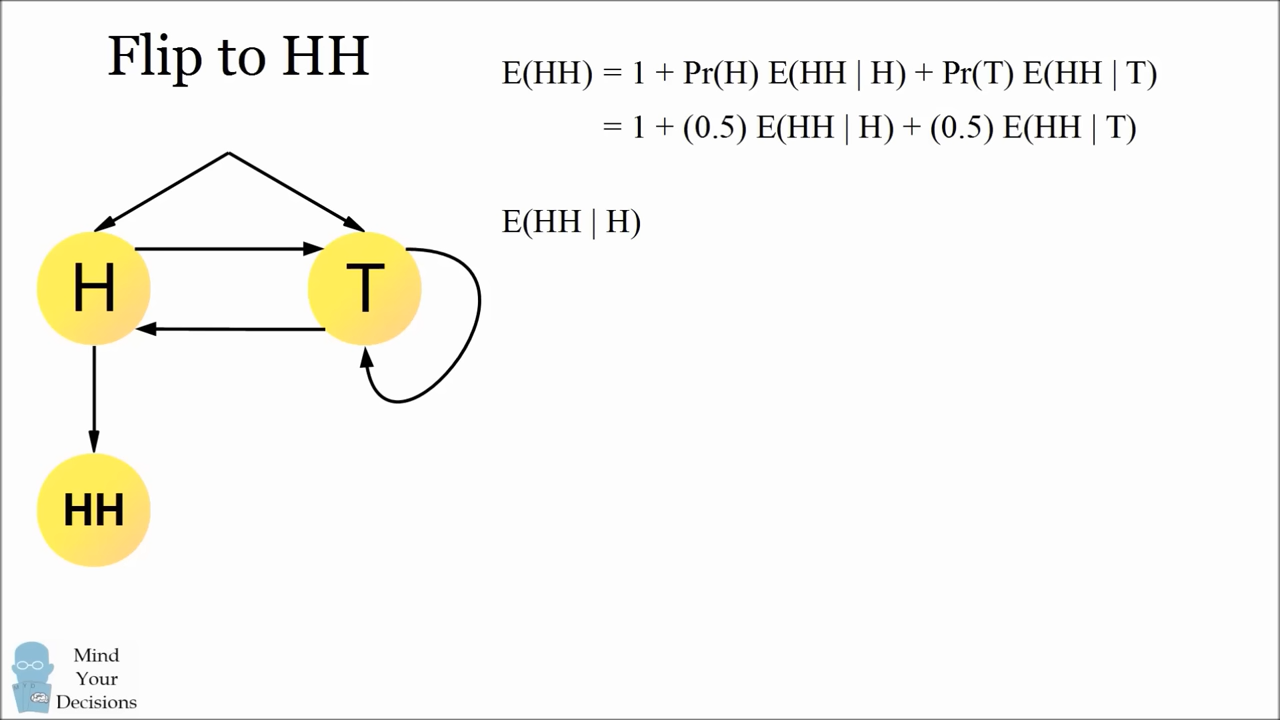 Flip to HH
E(HH) = 1 + Pr(H) E(HH | H) + Pr(T) E(HH | T)
= 1 + (0.5) E(HH | H) + (0.5) E(HH | T)
E(HH | H)
H
T
HH
Mind
Your
Decisions